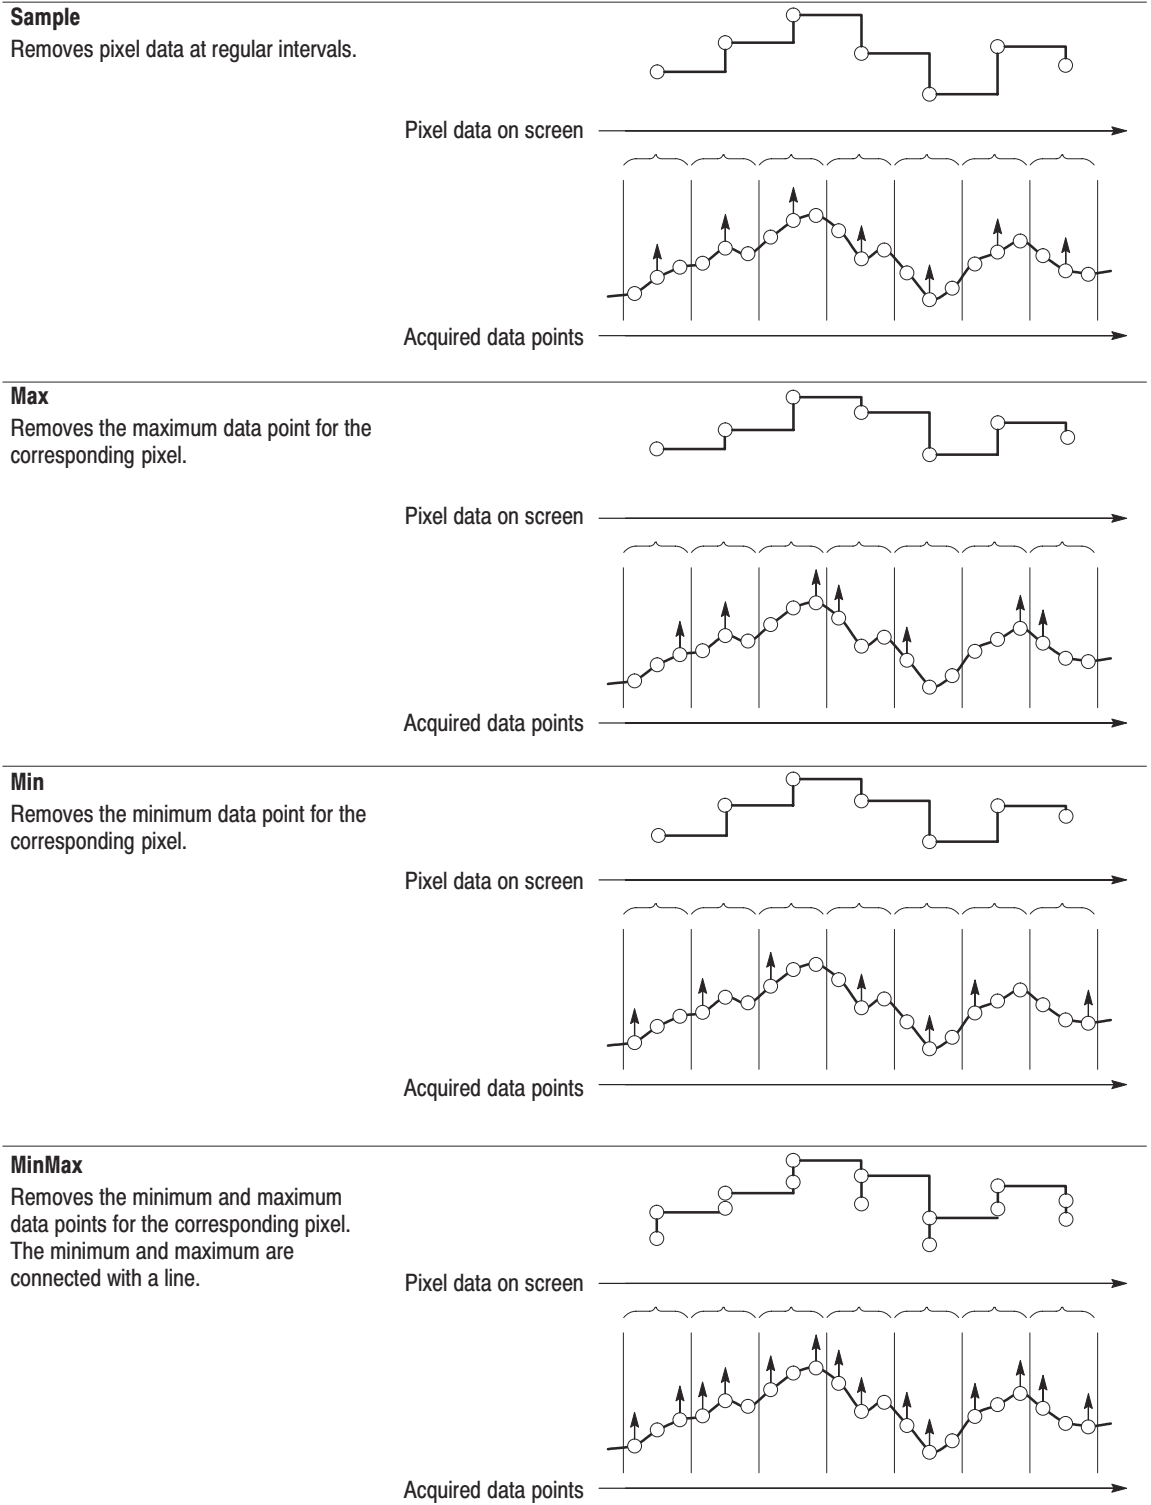 Sample
Removes pixel data at regular intervals.
Pixel data on screen
Acquired data points
Max
Removes the maximum data point for the
corresponding pixel.
Pixel data on screen
Acquired data points
Min
Removes the minimum data point for the
corresponding pixel.
Pixel data on screen
Acquired data points
MinMax
Removes the minimum and maximum
data points for the corresponding pixel.
The minimum and maximum are
connected with a line.
Pixel data on screen
Acquired data points